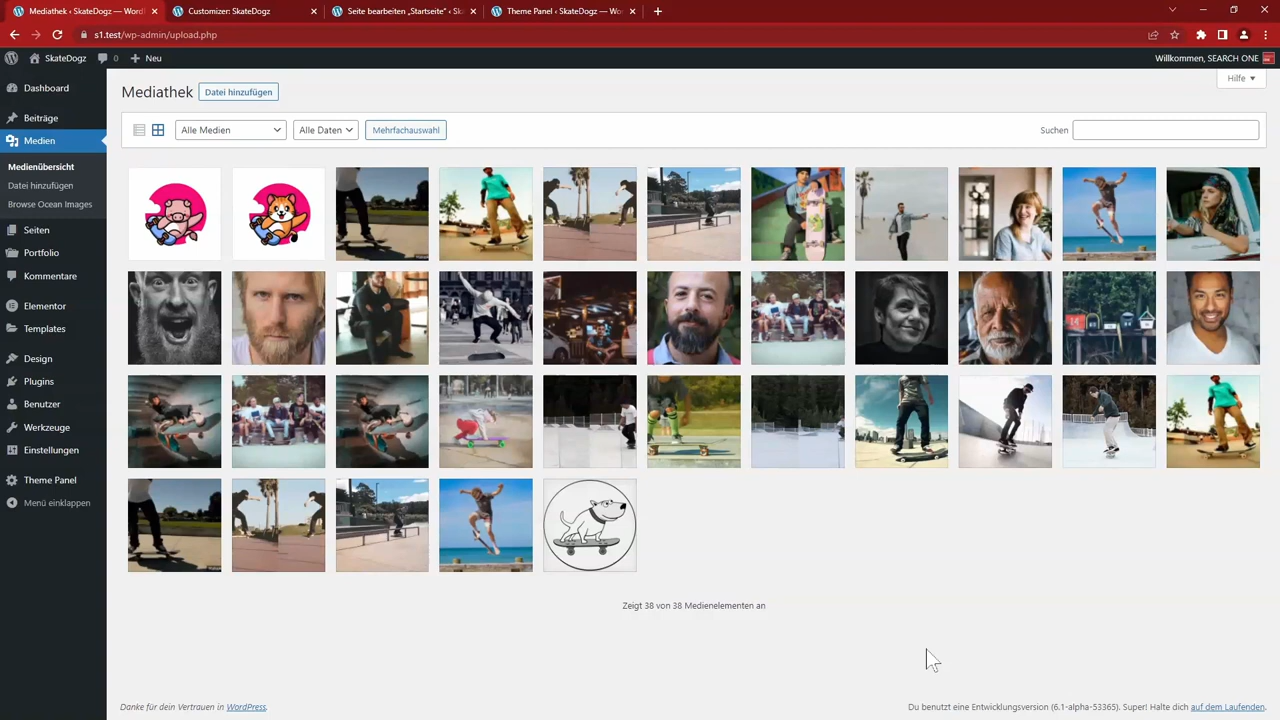 Mediathek ‹ SkateDogz — Word
Customizer: SkateDogz
Seite bearbeiten „Startseite“ ‹ Sk
Theme Panel ‹ SkateDogz — Wo
s1.test/wp-admin/upload.php
SkateDogz
0
Neu
Willkommen, SEARCH ONE
Dashboard
Beiträge
Medien
Medienübersicht
Datei hinzufügen
Browse Ocean Images
Seiten
Portfolio
Kommentare
Elementor
Templates
Design
Plugins
Benutzer
Werkzeuge
Einstellungen
Theme Panel
Menü einklappen
Mediathek
Datei hinzufügen
Hilfe
Alle Medien
Alle Daten
Mehrfachauswahl
Suchen
Zeigt 38 von 38 Medienelementen an
Danke für dein Vertrauen in WordPress.
Du benutzt eine Entwicklungsversion (6.1-alpha-53365). Super! Halte dich auf dem Laufenden.